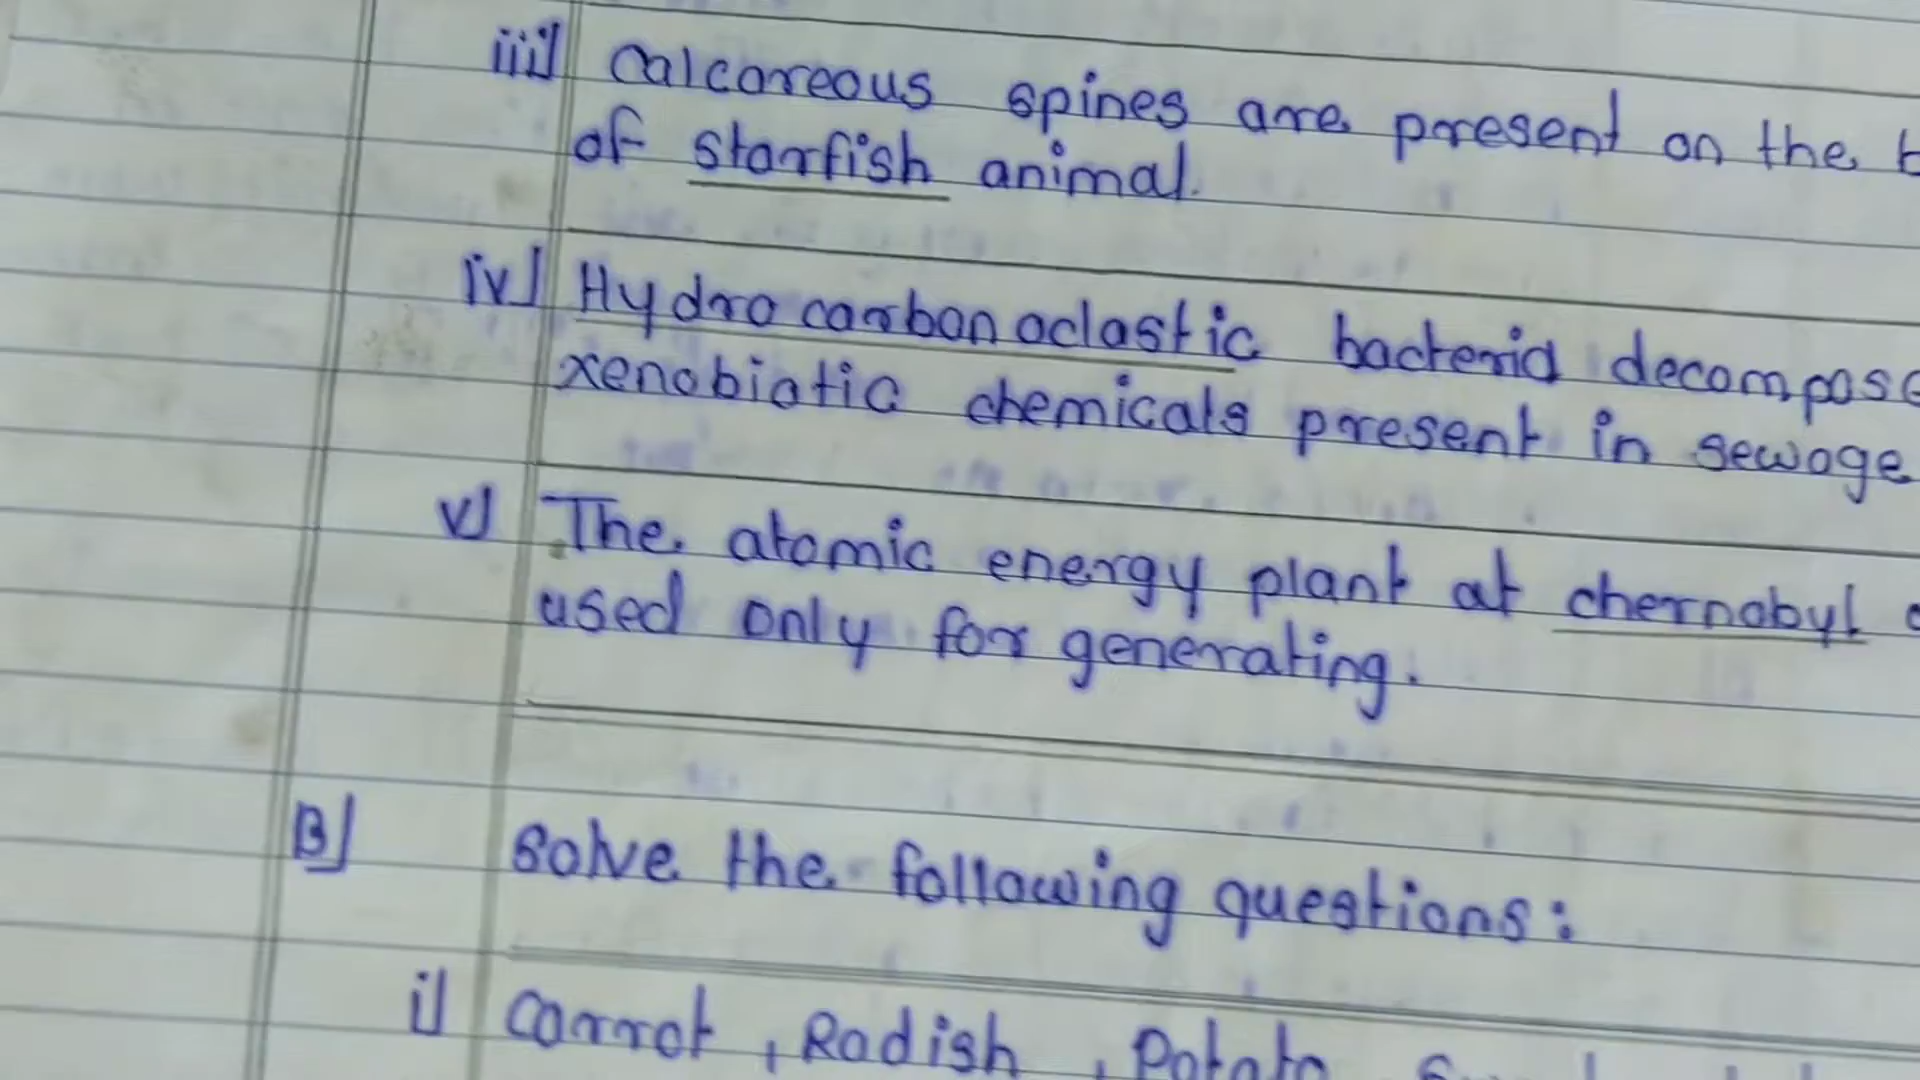 iii] Calcareous spines are present on the
of starfish animal.
iv] Hydrocarbonoclastic bacteria decompose
xenobiotic chemicals present in sewage
v] The atomic energy plant at chernobyl
used only for generating.
B] Solve the following questions:
i] Carrot, Radish, Potato